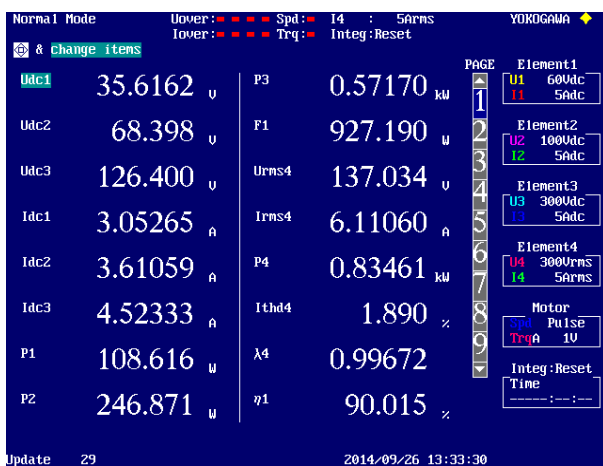 Normal Mode Uover: Spd: I4 : 5Arms YOKOGAWA
Iover: Trq: Integ:Reset
& change items
PAGE
Udc1 35.6162 V
Udc2 68.398 V
Udc3 126.400 V
Idc1 3.05265 A
Idc2 3.61059 A
Idc3 4.52333 A
P1 108.616 W
P2 246.871 W
P3 0.57170 kW
F1 927.190 W
Urms4 137.034 V
Irms4 6.11060 A
P4 0.83461 kW
Ithd4 1.890 %
λ4 0.99672
η1 90.015 %
1
2
3
4
5
6
7
8
9
Element1
U1 60Vdc
I1 5Adc
Element2
U2 100Vdc
I2 5Adc
Element3
U3 300Vdc
I3 5Adc
Element4
U4 300Vrms
I4 5Arms
Motor
Spd Pulse
TrqA 1V
Integ:Reset
Time
-----:--:--
Update 29 2014/09/26 13:33:30